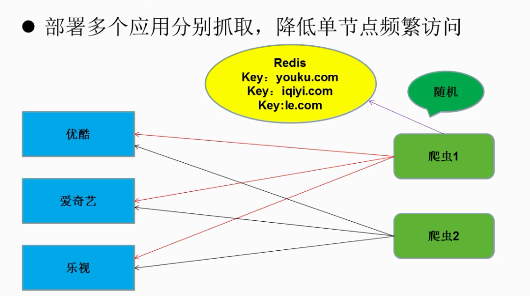 ● 部署多个应用分别抓取，降低单节点频繁访问
Redis
Key：youku.com
Key：iqiyi.com
Key:le.com
随机
优酷
爬虫1
爱奇艺
爬虫2
乐视